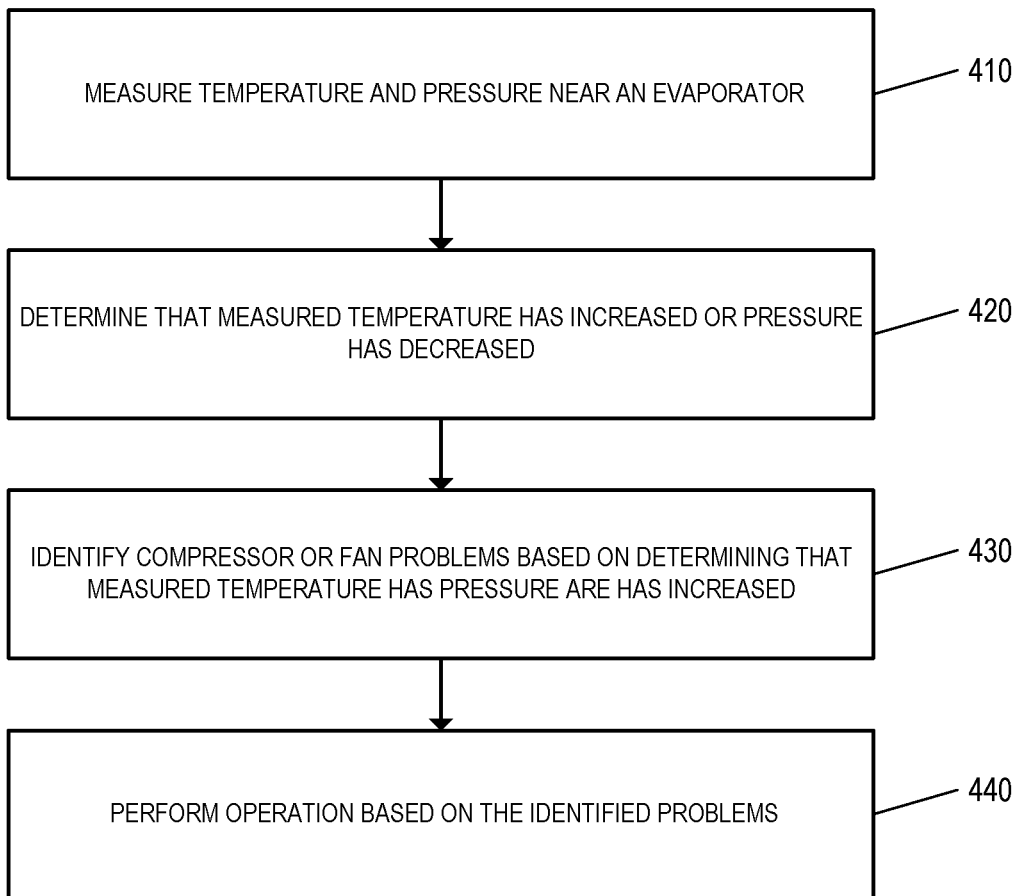 MEASURE TEMPERATURE AND PRESSURE NEAR AN EVAPORATOR
410
DETERMINE THAT MEASURED TEMPERATURE HAS INCREASED OR PRESSURE
HAS DECREASED
420
IDENTIFY COMPRESSOR OR FAN PROBLEMS BASED ON DETERMINING THAT
MEASURED TEMPERATURE HAS PRESSURE ARE HAS INCREASED
430
PERFORM OPERATION BASED ON THE IDENTIFIED PROBLEMS
440